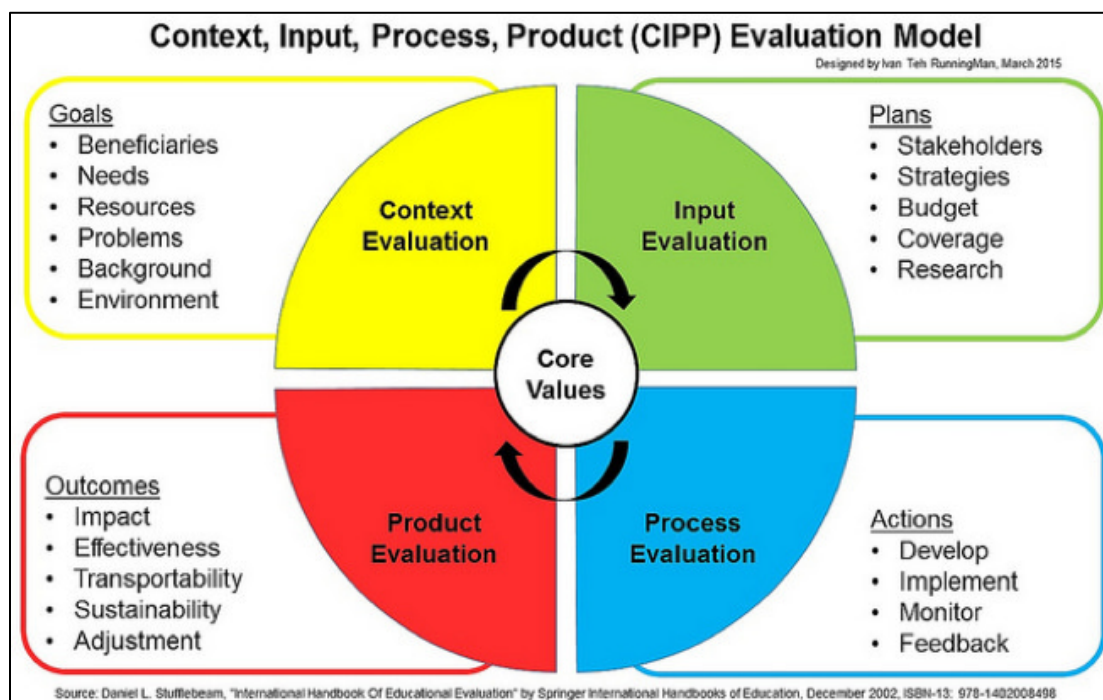 Context, Input, Process, Product (CIPP) Evaluation Model
Designed by Ivan Teh RunningMan, March 2015
Goals
• Beneficiaries
• Needs
• Resources
• Problems
• Background
• Environment
Context
Evaluation
Input
Evaluation
Plans
• Stakeholders
• Strategies
• Budget
• Coverage
• Research
Core
Values
Outcomes
• Impact
• Effectiveness
• Transportability
• Sustainability
• Adjustment
Product
Evaluation
Process
Evaluation
Actions
• Develop
• Implement
• Monitor
• Feedback
Source: Daniel L. Stufflebeam, "International Handbook Of Educational Evaluation" by Springer International Handbooks of Education, December 2002, ISBN-13: 978-1402008498